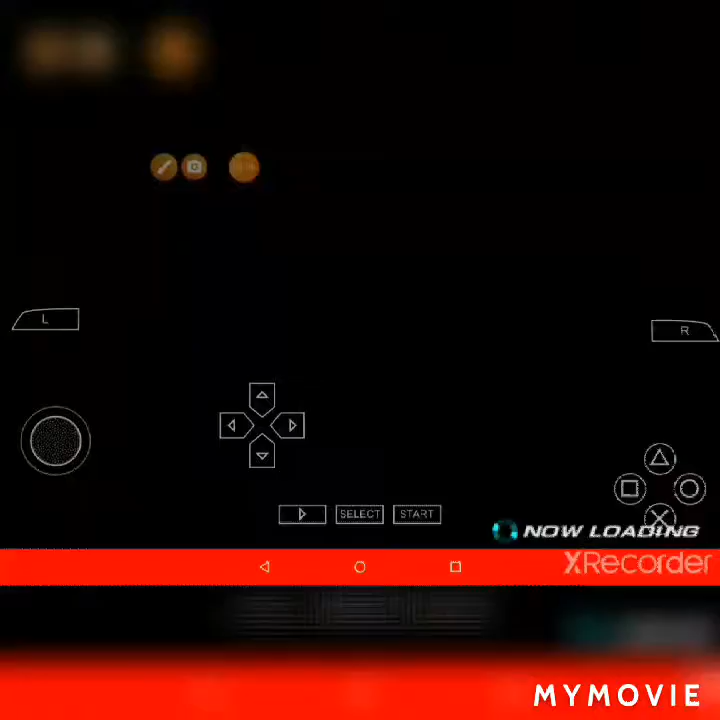 L
R
SELECT START
NOW LOADING
XRecorder
MYMOVIE